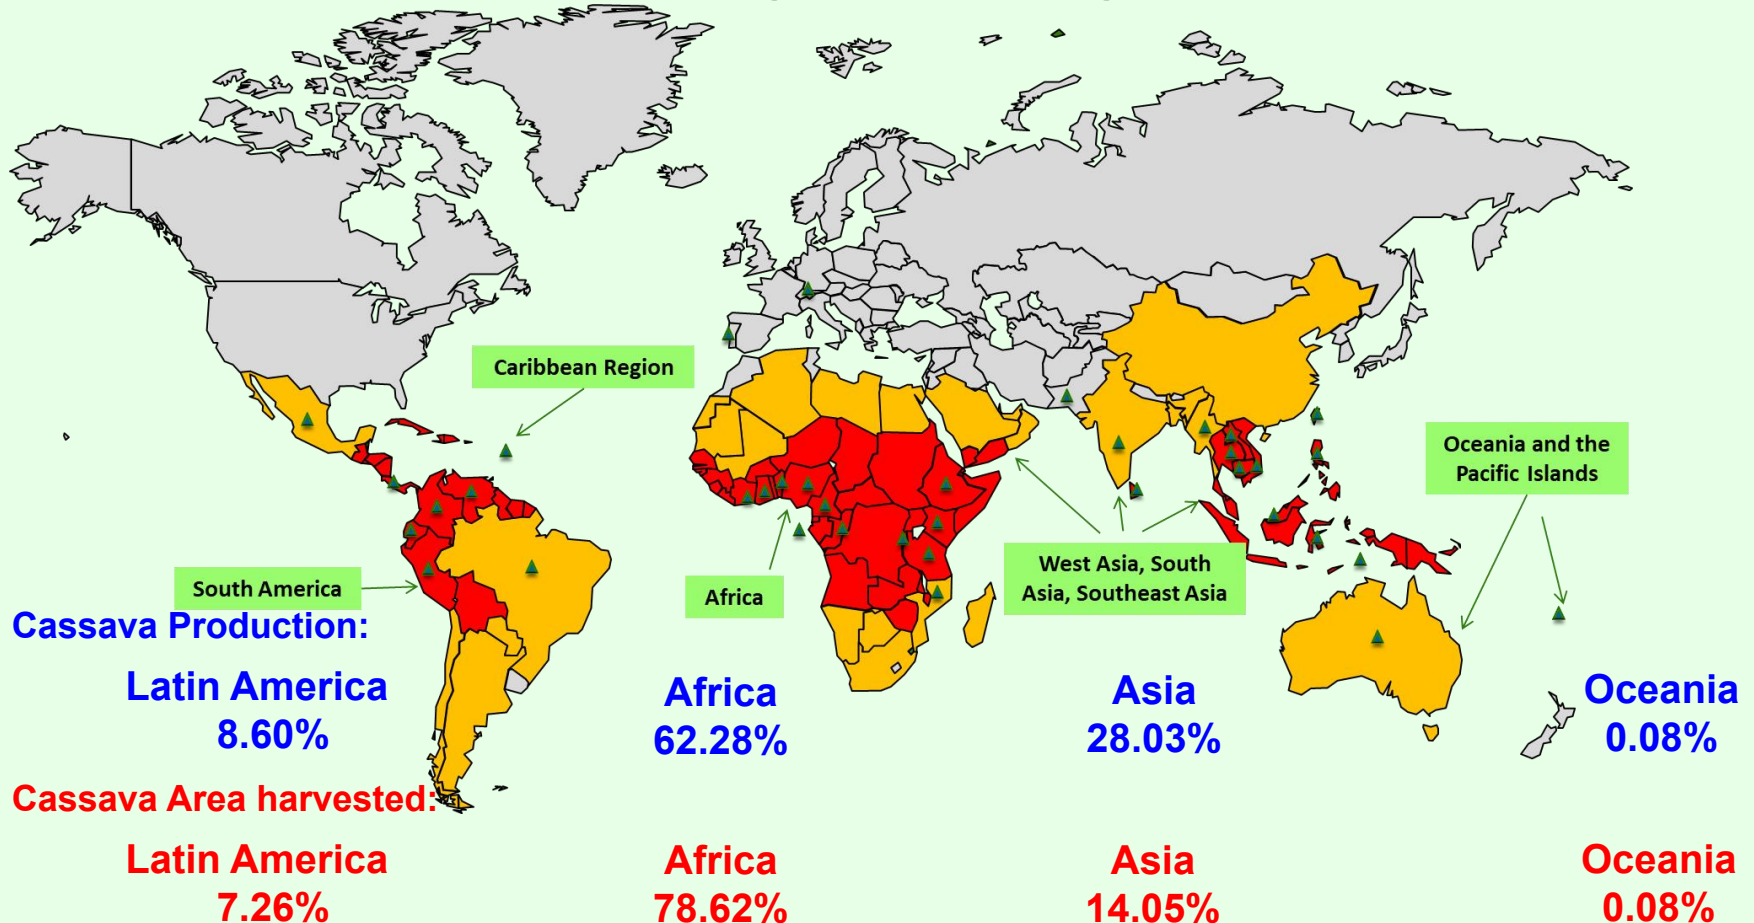 Caribbean Region
Oceania and the
Pacific Islands
West Asia, South
Asia, Southeast Asia
South America
Africa
Cassava Production:
Latin America
8.60%
Africa
62.28%
Asia
28.03%
Oceania
0.08%
Cassava Area harvested:
Latin America
7.26%
Africa
78.62%
Asia
14.05%
Oceania
0.08%